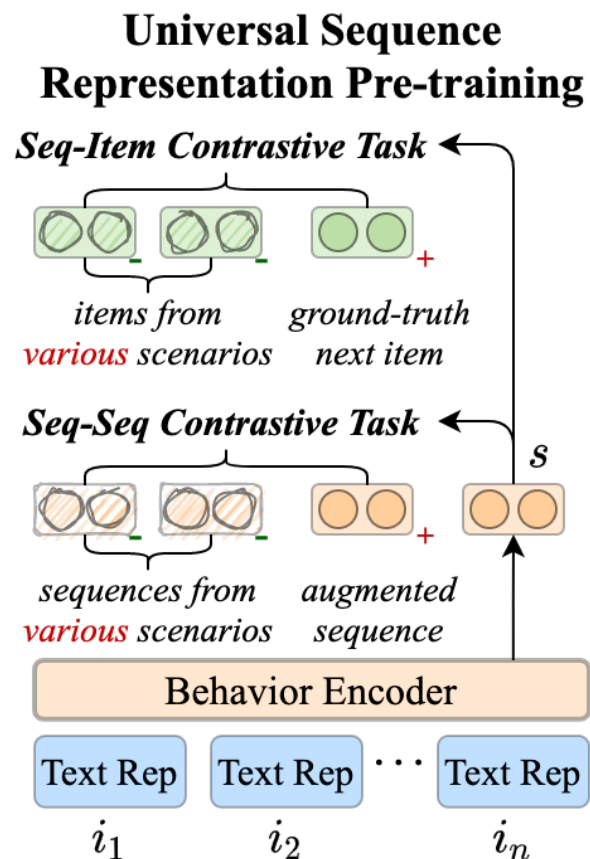 Universal Sequence
Representation Pre-training
Seq-Item Contrastive Task
- - +
items from ground-truth
various scenarios next item
Seq-Seq Contrastive Task
s
- - +
sequences from augmented
various scenarios sequence
Behavior Encoder
Text Rep Text Rep ··· Text Rep
i₁ i₂ iₙ